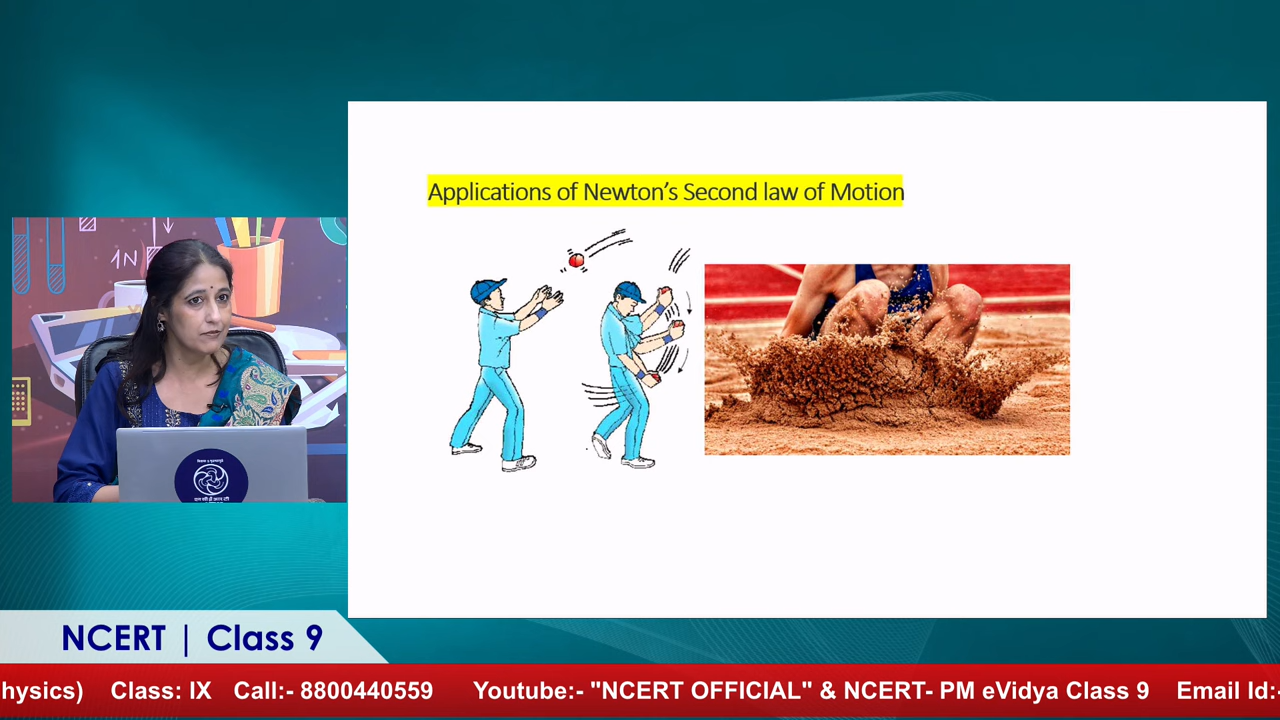 Applications of Newton's Second law of Motion
1N
NCERT | Class 9
hysics) Class: IX Call:- 8800440559 Youtube:- "NCERT OFFICIAL" & NCERT- PM eVidya Class 9 Email Id:-